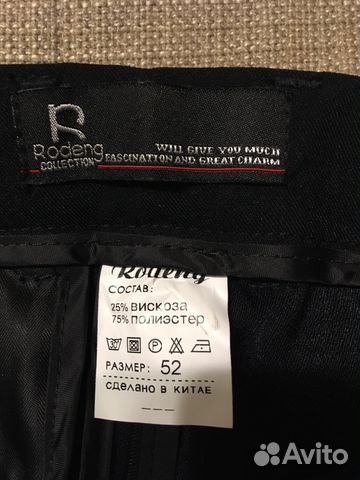 R
Rodeng
COLLECTION
WILL GIVE YOU MUCH
FASCINATION AND GREAT CHARM
Rodeng
СОСТАВ:
25% ВИСКОЗА
75% ПОЛИЭСТЕР
РАЗМЕР: 52
СДЕЛАНО В КИТАЕ
---
Avito